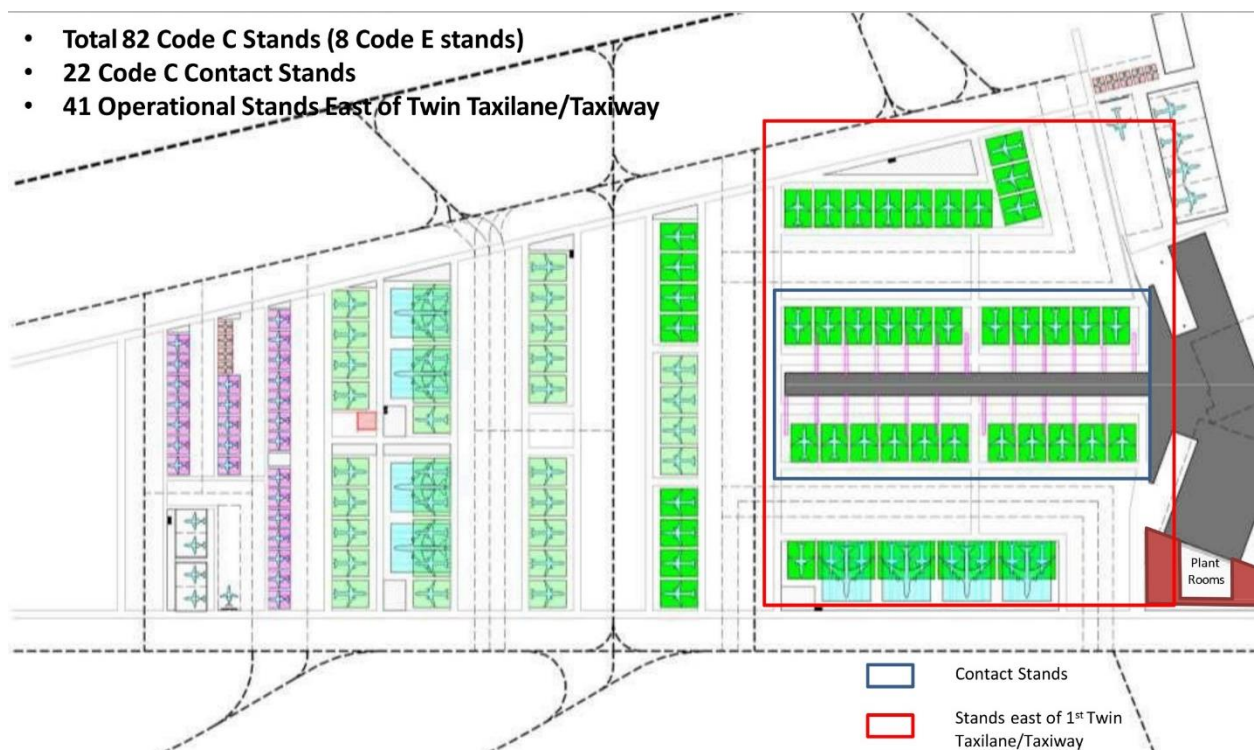 • Total 82 Code C Stands (8 Code E stands)
• 22 Code C Contact Stands
• 41 Operational Stands East of Twin Taxilane/Taxiway
Plant
Rooms
Contact Stands
Stands east of 1st Twin
Taxilane/Taxiway